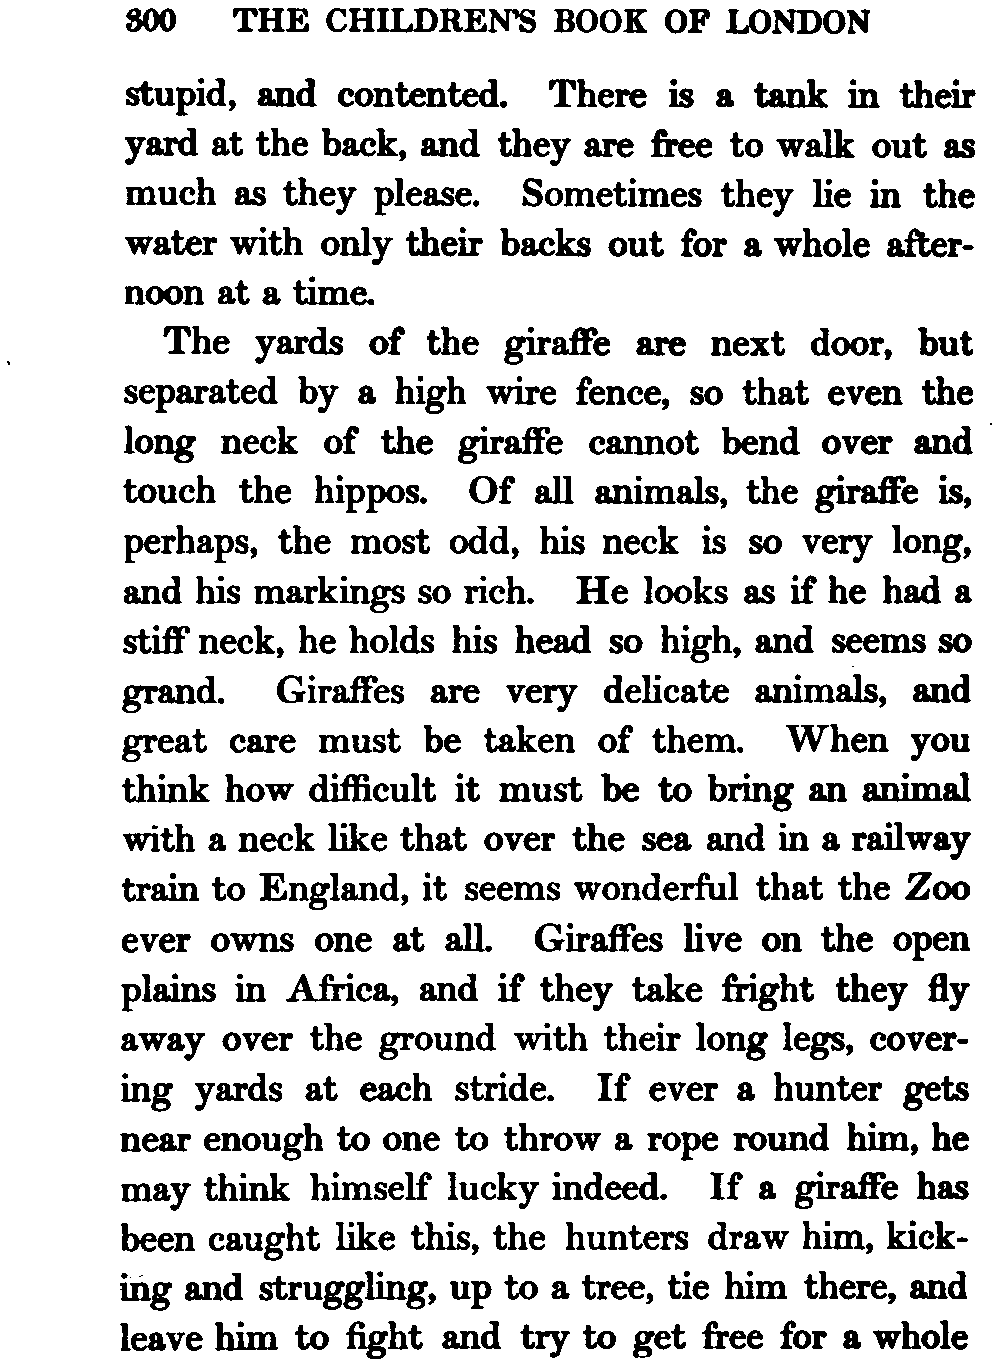 300 THE CHILDREN'S BOOK OF LONDON
stupid, and contented. There is a tank in their
yard at the back, and they are free to walk out as
much as they please. Sometimes they lie in the
water with only their backs out for a whole after-
noon at a time.
The yards of the giraffe are next door, but
separated by a high wire fence, so that even the
long neck of the giraffe cannot bend over and
touch the hippos. Of all animals, the giraffe is,
perhaps, the most odd, his neck is so very long,
and his markings so rich. He looks as if he had a
stiff neck, he holds his head so high, and seems so
grand. Giraffes are very delicate animals, and
great care must be taken of them. When you
think how difficult it must be to bring an animal
with a neck like that over the sea and in a railway
train to England, it seems wonderful that the Zoo
ever owns one at all. Giraffes live on the open
plains in Africa, and if they take fright they fly
away over the ground with their long legs, cover-
ing yards at each stride. If ever a hunter gets
near enough to one to throw a rope round him, he
may think himself lucky indeed. If a giraffe has
been caught like this, the hunters draw him, kick-
ing and struggling, up to a tree, tie him there, and
leave him to fight and try to get free for a whole